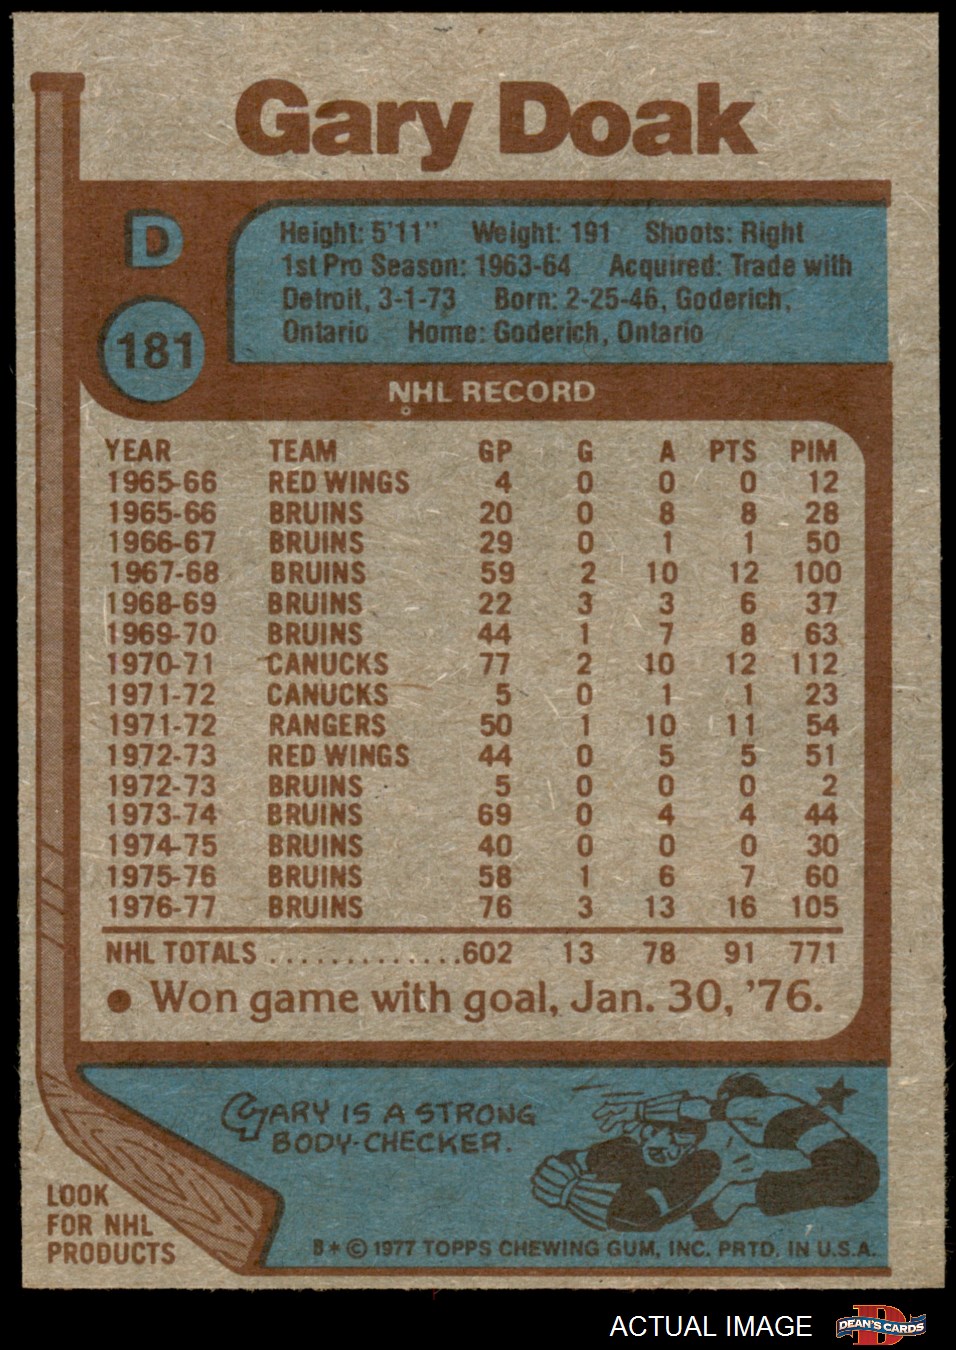 Gary Doak
D
181
Height: 5'11" Weight: 191 Shoots: Right
1st Pro Season: 1963-64 Acquired: Trade with
Detroit, 3-1-73 Born: 2-25-46, Goderich,
Ontario Home: Goderich, Ontario
NHL RECORD
YEAR TEAM GP G A PTS PIM
1965-66 RED WINGS 4 0 0 0 12
1965-66 BRUINS 20 0 8 8 28
1966-67 BRUINS 29 0 1 1 50
1967-68 BRUINS 59 2 10 12 100
1968-69 BRUINS 22 3 3 6 37
1969-70 BRUINS 44 1 7 8 63
1970-71 CANUCKS 77 2 10 12 112
1971-72 CANUCKS 5 0 1 1 23
1971-72 RANGERS 50 1 10 11 54
1972-73 RED WINGS 44 0 5 5 51
1972-73 BRUINS 5 0 0 0 2
1973-74 BRUINS 69 0 4 4 44
1974-75 BRUINS 40 0 0 0 30
1975-76 BRUINS 58 1 6 7 60
1976-77 BRUINS 76 3 13 16 105
NHL TOTALS .............602 13 78 91 771
● Won game with goal, Jan. 30, '76.
GARY IS A STRONG
BODY-CHECKER.
LOOK
FOR NHL
PRODUCTS
B * © 1977 TOPPS CHEWING GUM, INC. PRTD. IN U.S.A.
ACTUAL IMAGE
D
DEAN'S CARDS